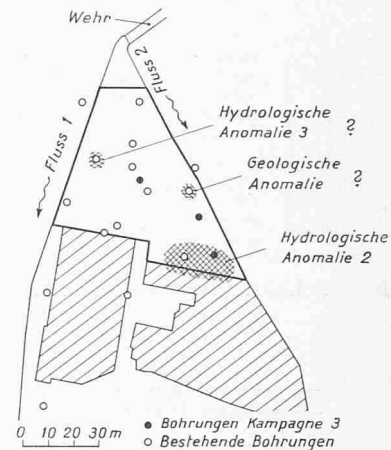 Wehr
Fluss 2
Fluss 1
Hydrologische
Anomalie 3 ?
Geologische
Anomalie ?
Hydrologische
Anomalie 2
● Bohrungen Kampagne 3
○ Bestehende Bohrungen
0 10 20 30 m